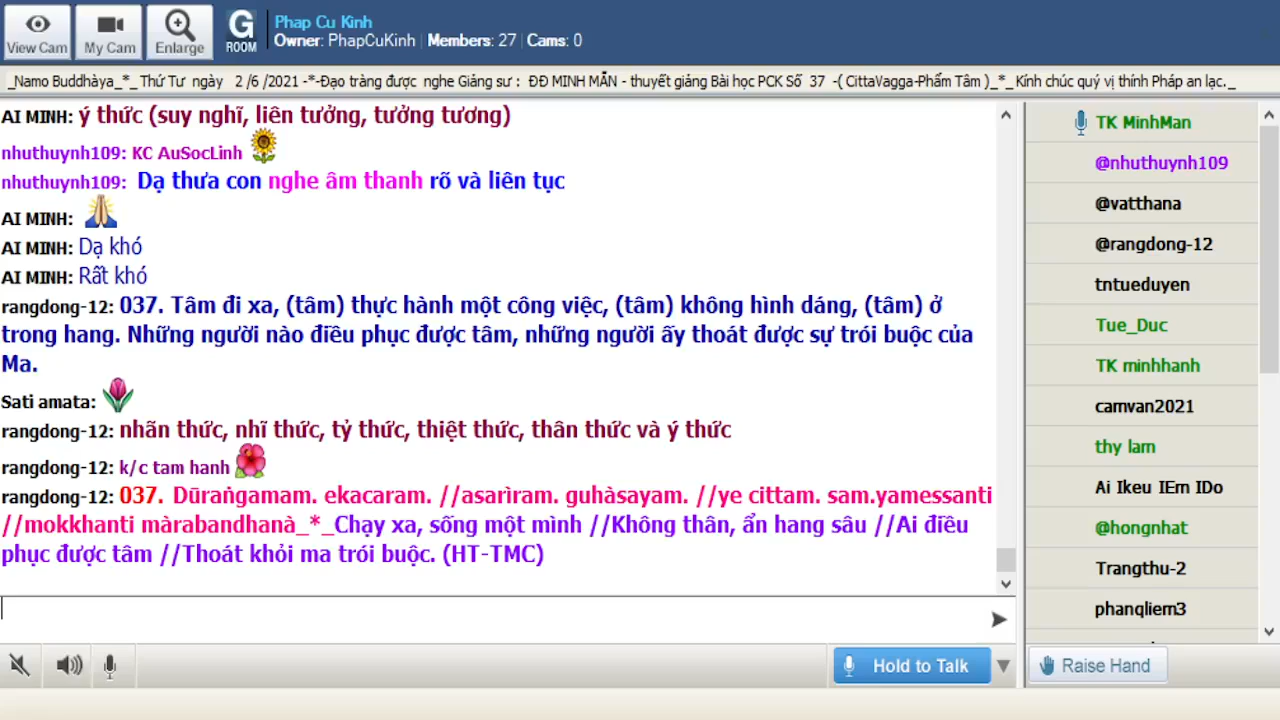 View Cam
My Cam
Enlarge
G
ROOM
Phap Cu Kinh
Owner: PhapCuKinh Members: 27 Cams: 0
_Namo Buddhàya_*_Thứ Tư ngày 2 /6 /2021 -*-Đạo tràng được nghe Giảng sư : ĐĐ MINH MẪN - thuyết giảng Bài học PCK Số 37 -( CittaVagga-Phẩm Tâm )_*_Kính chúc quý vị thính Pháp an lạc._
AI MINH: ý thức (suy nghĩ, liên tưởng, tưởng tương)
nhuthuynh109: KC AuSocLinh
nhuthuynh109: Dạ thưa con nghe âm thanh rõ và liên tục
AI MINH:
AI MINH: Dạ khó
AI MINH: Rất khó
rangdong-12: 037. Tâm đi xa, (tâm) thực hành một công việc, (tâm) không hình dáng, (tâm) ở
trong hang. Những người nào điều phục được tâm, những người ấy thoát được sự trói buộc của
Ma.
Sati amata:
rangdong-12: nhãn thức, nhĩ thức, tỷ thức, thiệt thức, thân thức và ý thức
rangdong-12: k/c tam hanh
rangdong-12: 037. Dūraṅgamam. ekacaram. //asarìram. guhàsayam. //ye cittam. sam.yamessanti
//mokkhanti màrabandhanà_*_Chạy xa, sống một mình //Không thân, ẩn hang sâu //Ai điều
phục được tâm //Thoát khỏi ma trói buộc. (HT-TMC)
TK MinhMan
@nhuthuynh109
@vatthana
@rangdong-12
tntueduyen
Tue_Duc
TK minhhanh
camvan2021
thy lam
Ai Ikeu IEm IDo
@hongnhat
Trangthu-2
phanqliem3
Hold to Talk
Raise Hand